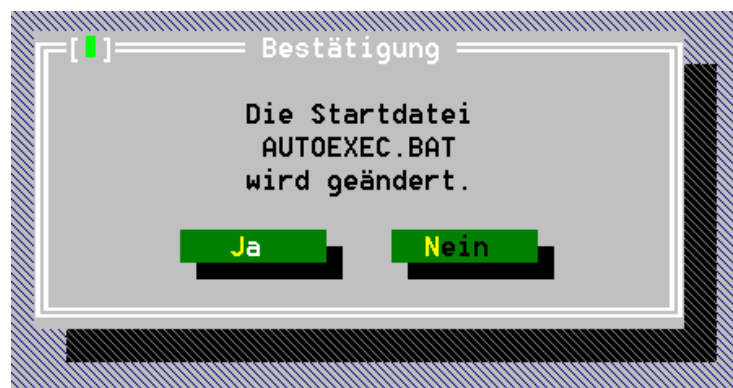 Bestätigung
Die Startdatei
AUTOEXEC.BAT
wird geändert.
Ja Nein